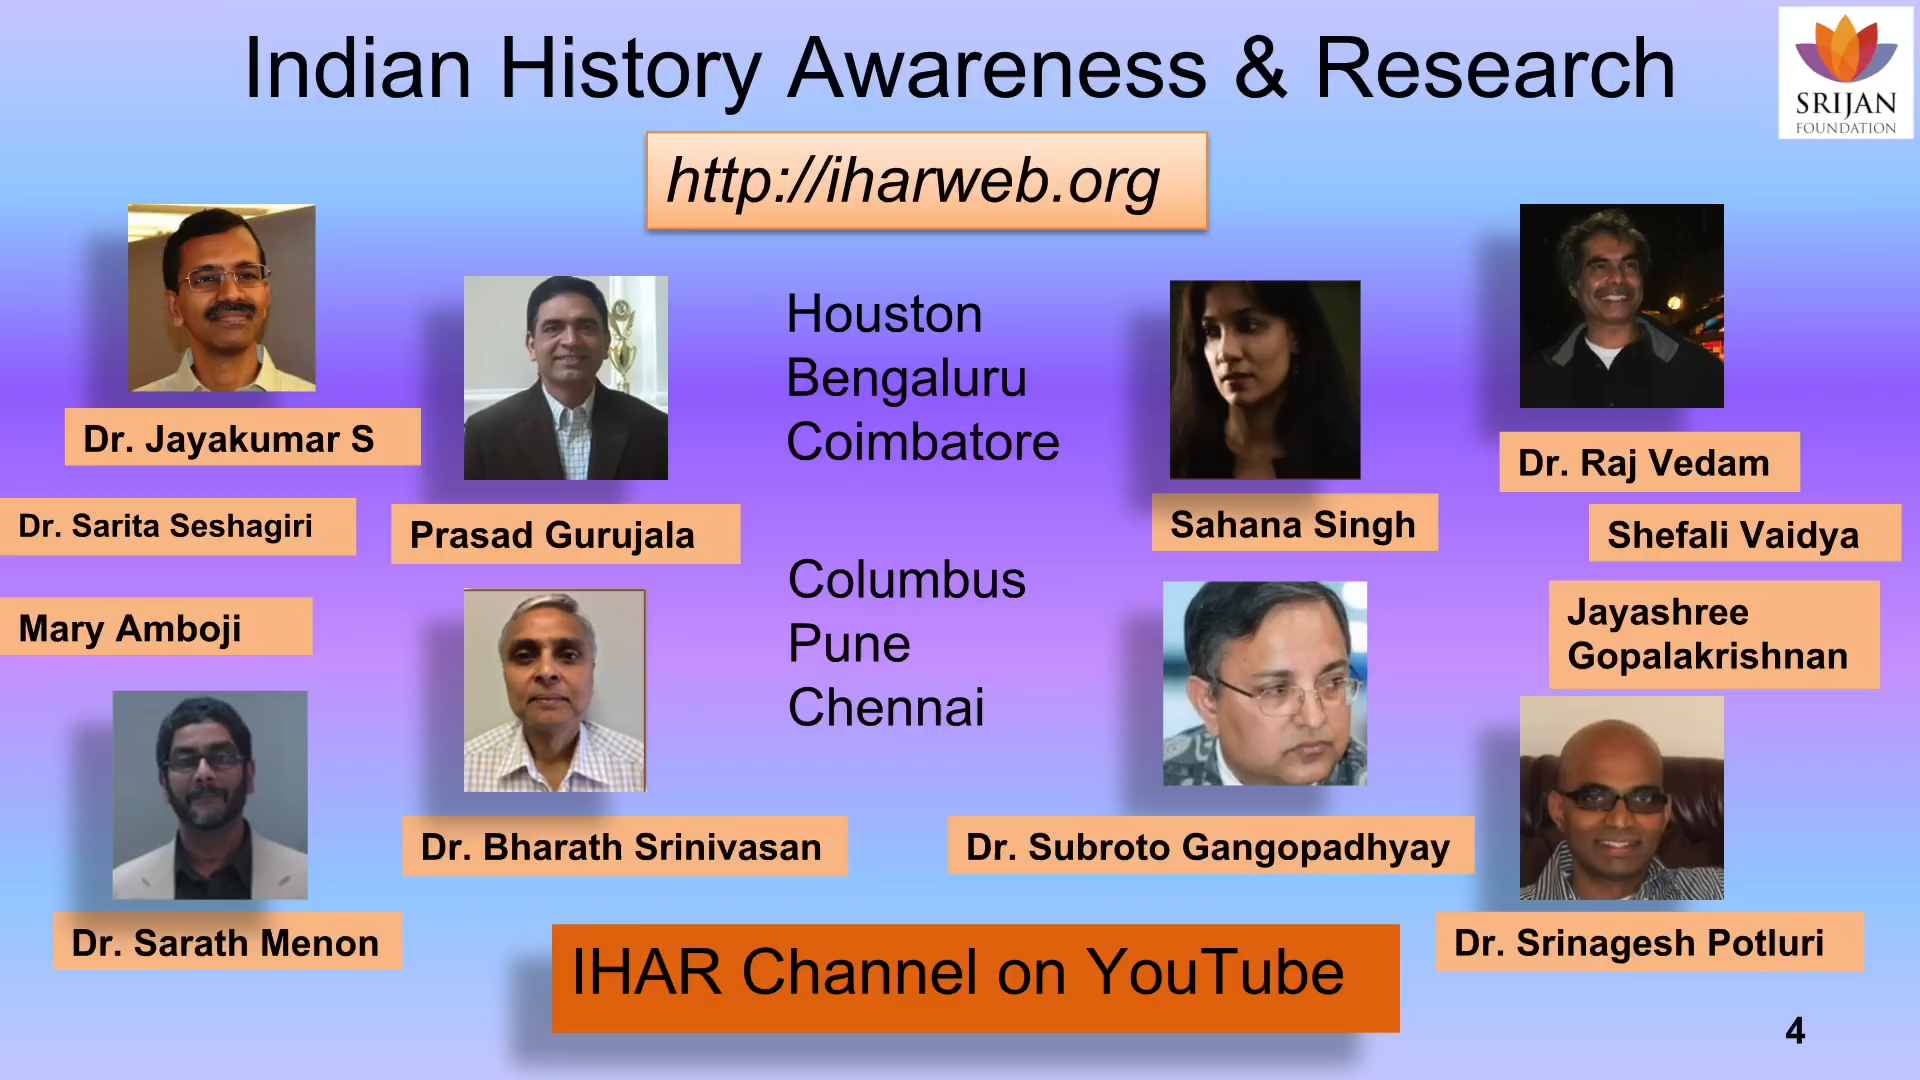 Indian History Awareness & Research
SRIJAN
FOUNDATION
http://iharweb.org
Houston
Bengaluru
Coimbatore
Dr. Jayakumar S
Dr. Raj Vedam
Dr. Sarita Seshagiri
Prasad Gurujala
Sahana Singh
Shefali Vaidya
Columbus
Pune
Chennai
Mary Amboji
Jayashree
Gopalakrishnan
Dr. Bharath Srinivasan
Dr. Subroto Gangopadhyay
Dr. Sarath Menon
Dr. Srinagesh Potluri
IHAR Channel on YouTube
4